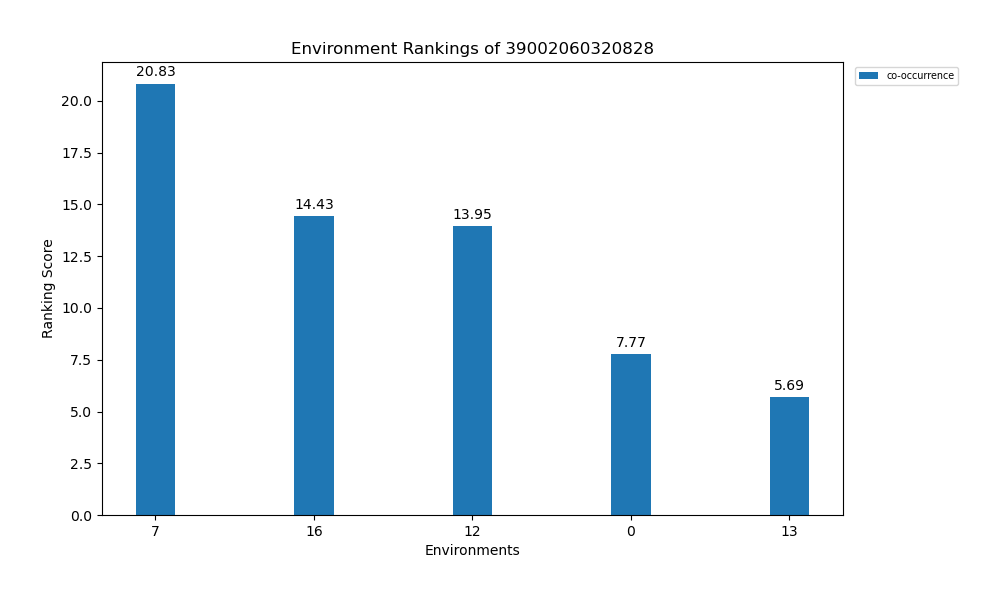 Environment Rankings of 39002060320828
co-occurrence
Ranking Score
20.0
17.5
15.0
12.5
10.0
7.5
5.0
2.5
0.0
20.83
14.43
13.95
7.77
5.69
7 16 12 0 13
Environments